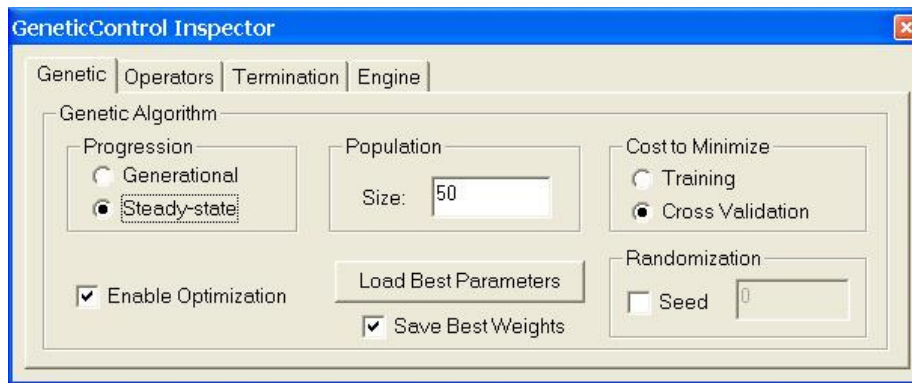 GeneticControl Inspector
Genetic Operators Termination Engine
Genetic Algorithm
Progression
Generational
Steady-state
Population
Size: 50
Cost to Minimize
Training
Cross Validation
Enable Optimization
Load Best Parameters
Save Best Weights
Randomization
Seed 0